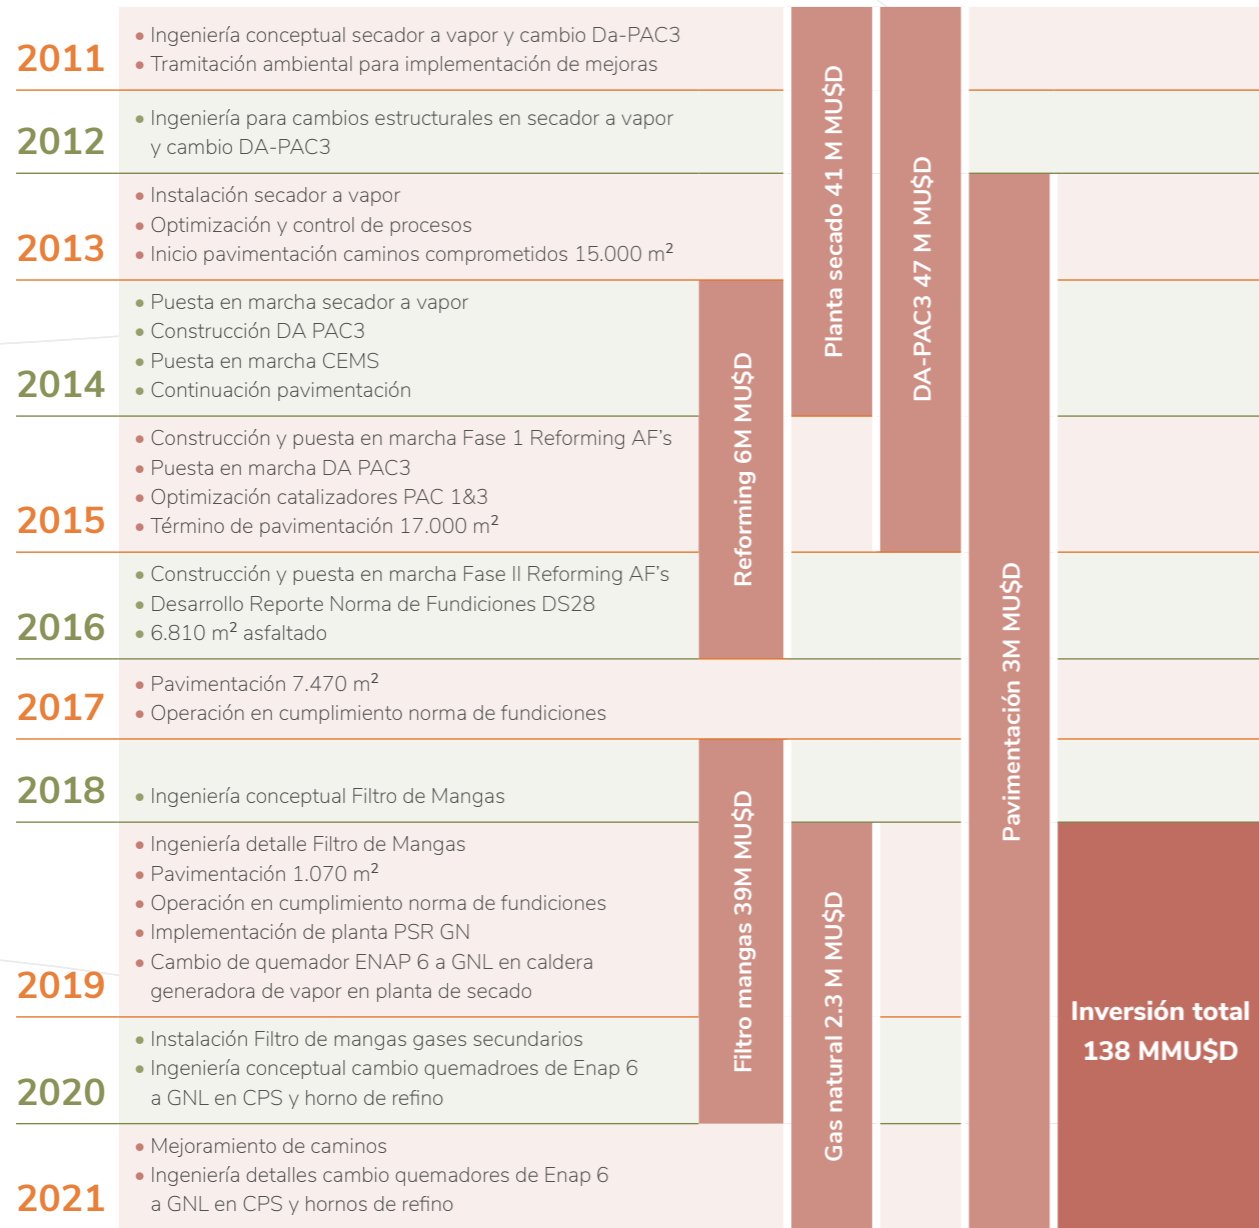 2011
• Ingeniería conceptual secador a vapor y cambio Da-PAC3
• Tramitación ambiental para implementación de mejoras
2012
• Ingeniería para cambios estructurales en secador a vapor
y cambio DA-PAC3
2013
• Instalación secador a vapor
• Optimización y control de procesos
• Inicio pavimentación caminos comprometidos 15.000 m²
2014
• Puesta en marcha secador a vapor
• Construcción DA PAC3
• Puesta en marcha CEMS
• Continuación pavimentación
2015
• Construcción y puesta en marcha Fase 1 Reforming AF's
• Puesta en marcha DA PAC3
• Optimización catalizadores PAC 1&3
• Término de pavimentación 17.000 m²
2016
• Construcción y puesta en marcha Fase II Reforming AF's
• Desarrollo Reporte Norma de Fundiciones DS28
• 6.810 m² asfaltado
2017
• Pavimentación 7.470 m²
• Operación en cumplimiento norma de fundiciones
2018
• Ingeniería conceptual Filtro de Mangas
2019
• Ingeniería detalle Filtro de Mangas
• Pavimentación 1.070 m²
• Operación en cumplimiento norma de fundiciones
• Implementación de planta PSR GN
• Cambio de quemador ENAP 6 a GNL en caldera
generadora de vapor en planta de secado
2020
• Instalación Filtro de mangas gases secundarios
• Ingeniería conceptual cambio quemadroes de Enap 6
a GNL en CPS y horno de refino
2021
• Mejoramiento de caminos
• Ingeniería detalles cambio quemadores de Enap 6
a GNL en CPS y hornos de refino
Reforming 6M MU$D
Filtro mangas 39M MU$D
Planta secado 41 M MU$D
Gas natural 2.3 M MU$D
DA-PAC3 47 M MU$D
Pavimentación 3M MU$D
Inversión total
138 MMU$D